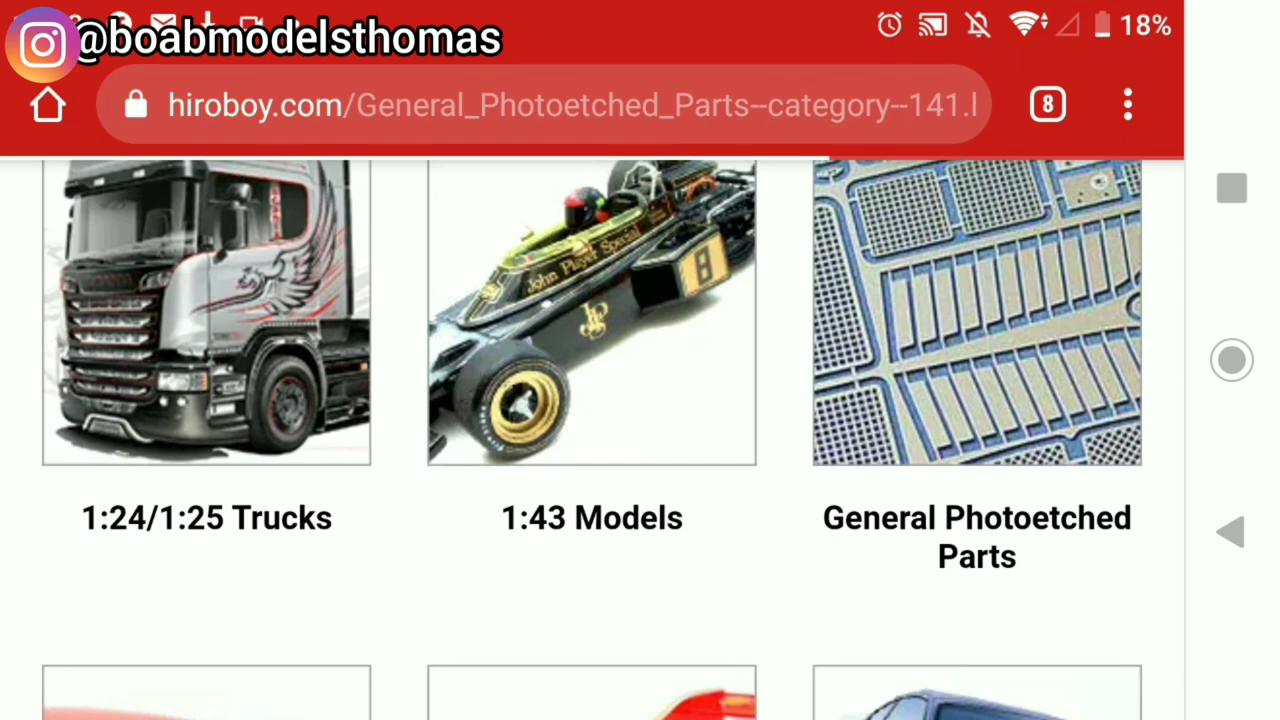 @boabmodelsthomas
18%
hiroboy.com/General_Photoetched_Parts--category--141.l
8
John Player Special
8
JP
1:24/1:25 Trucks
1:43 Models
General Photoetched
Parts